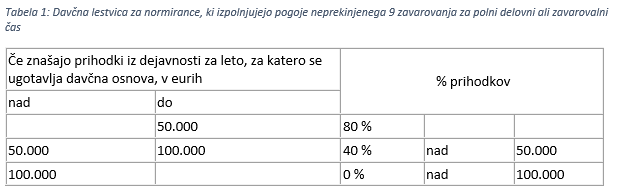 Tabela 1: Davčna lestvica za normirance, ki izpolnjujejo pogoje neprekinjenega 9 zavarovanja za polni delovni ali zavarovalni
čas
Če znašajo prihodki iz dejavnosti za leto, za katero se
ugotavlja davčna osnova, v eurih
% prihodkov
nad do
50.000 80 %
50.000 100.000 40 % nad 50.000
100.000 0 % nad 100.000